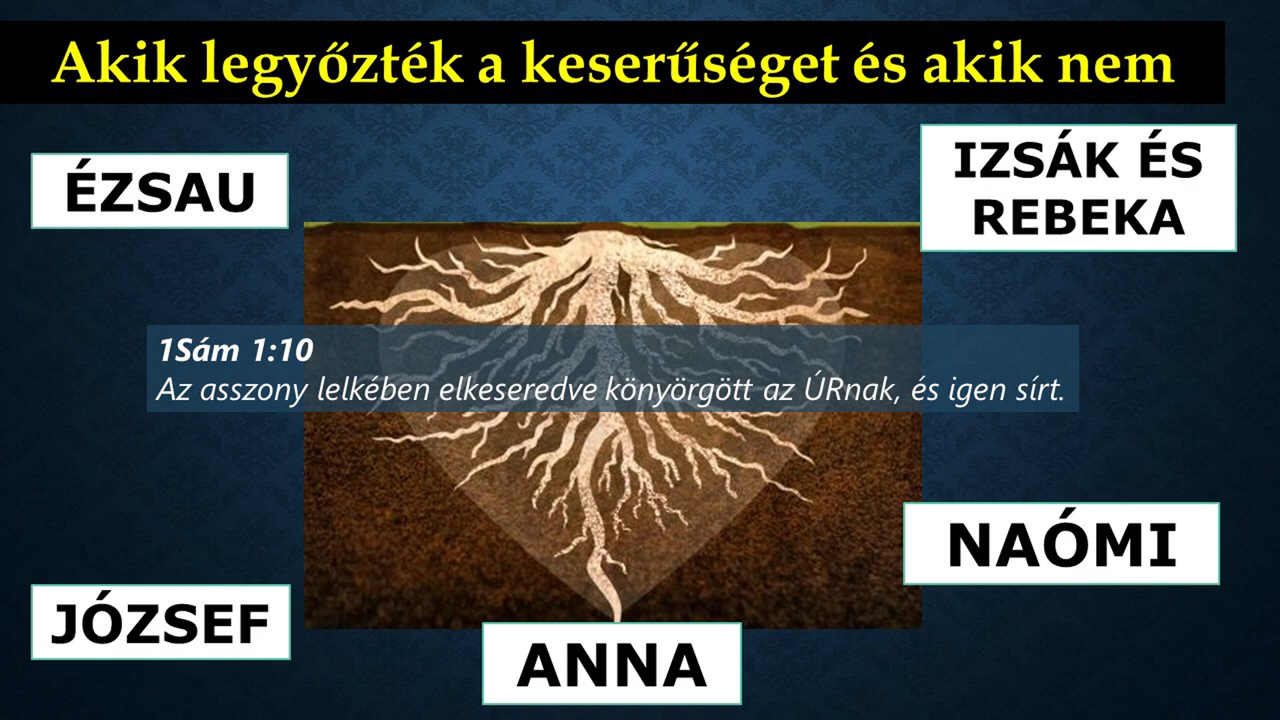 Akik legyőzték a keserűséget és akik nem
ÉZSAU
IZSÁK ÉS
REBEKA
1Sám 1:10
Az asszony lelkében elkeseredve könyörgött az ÚRnak, és igen sírt.
NAÓMI
JÓZSEF
ANNA